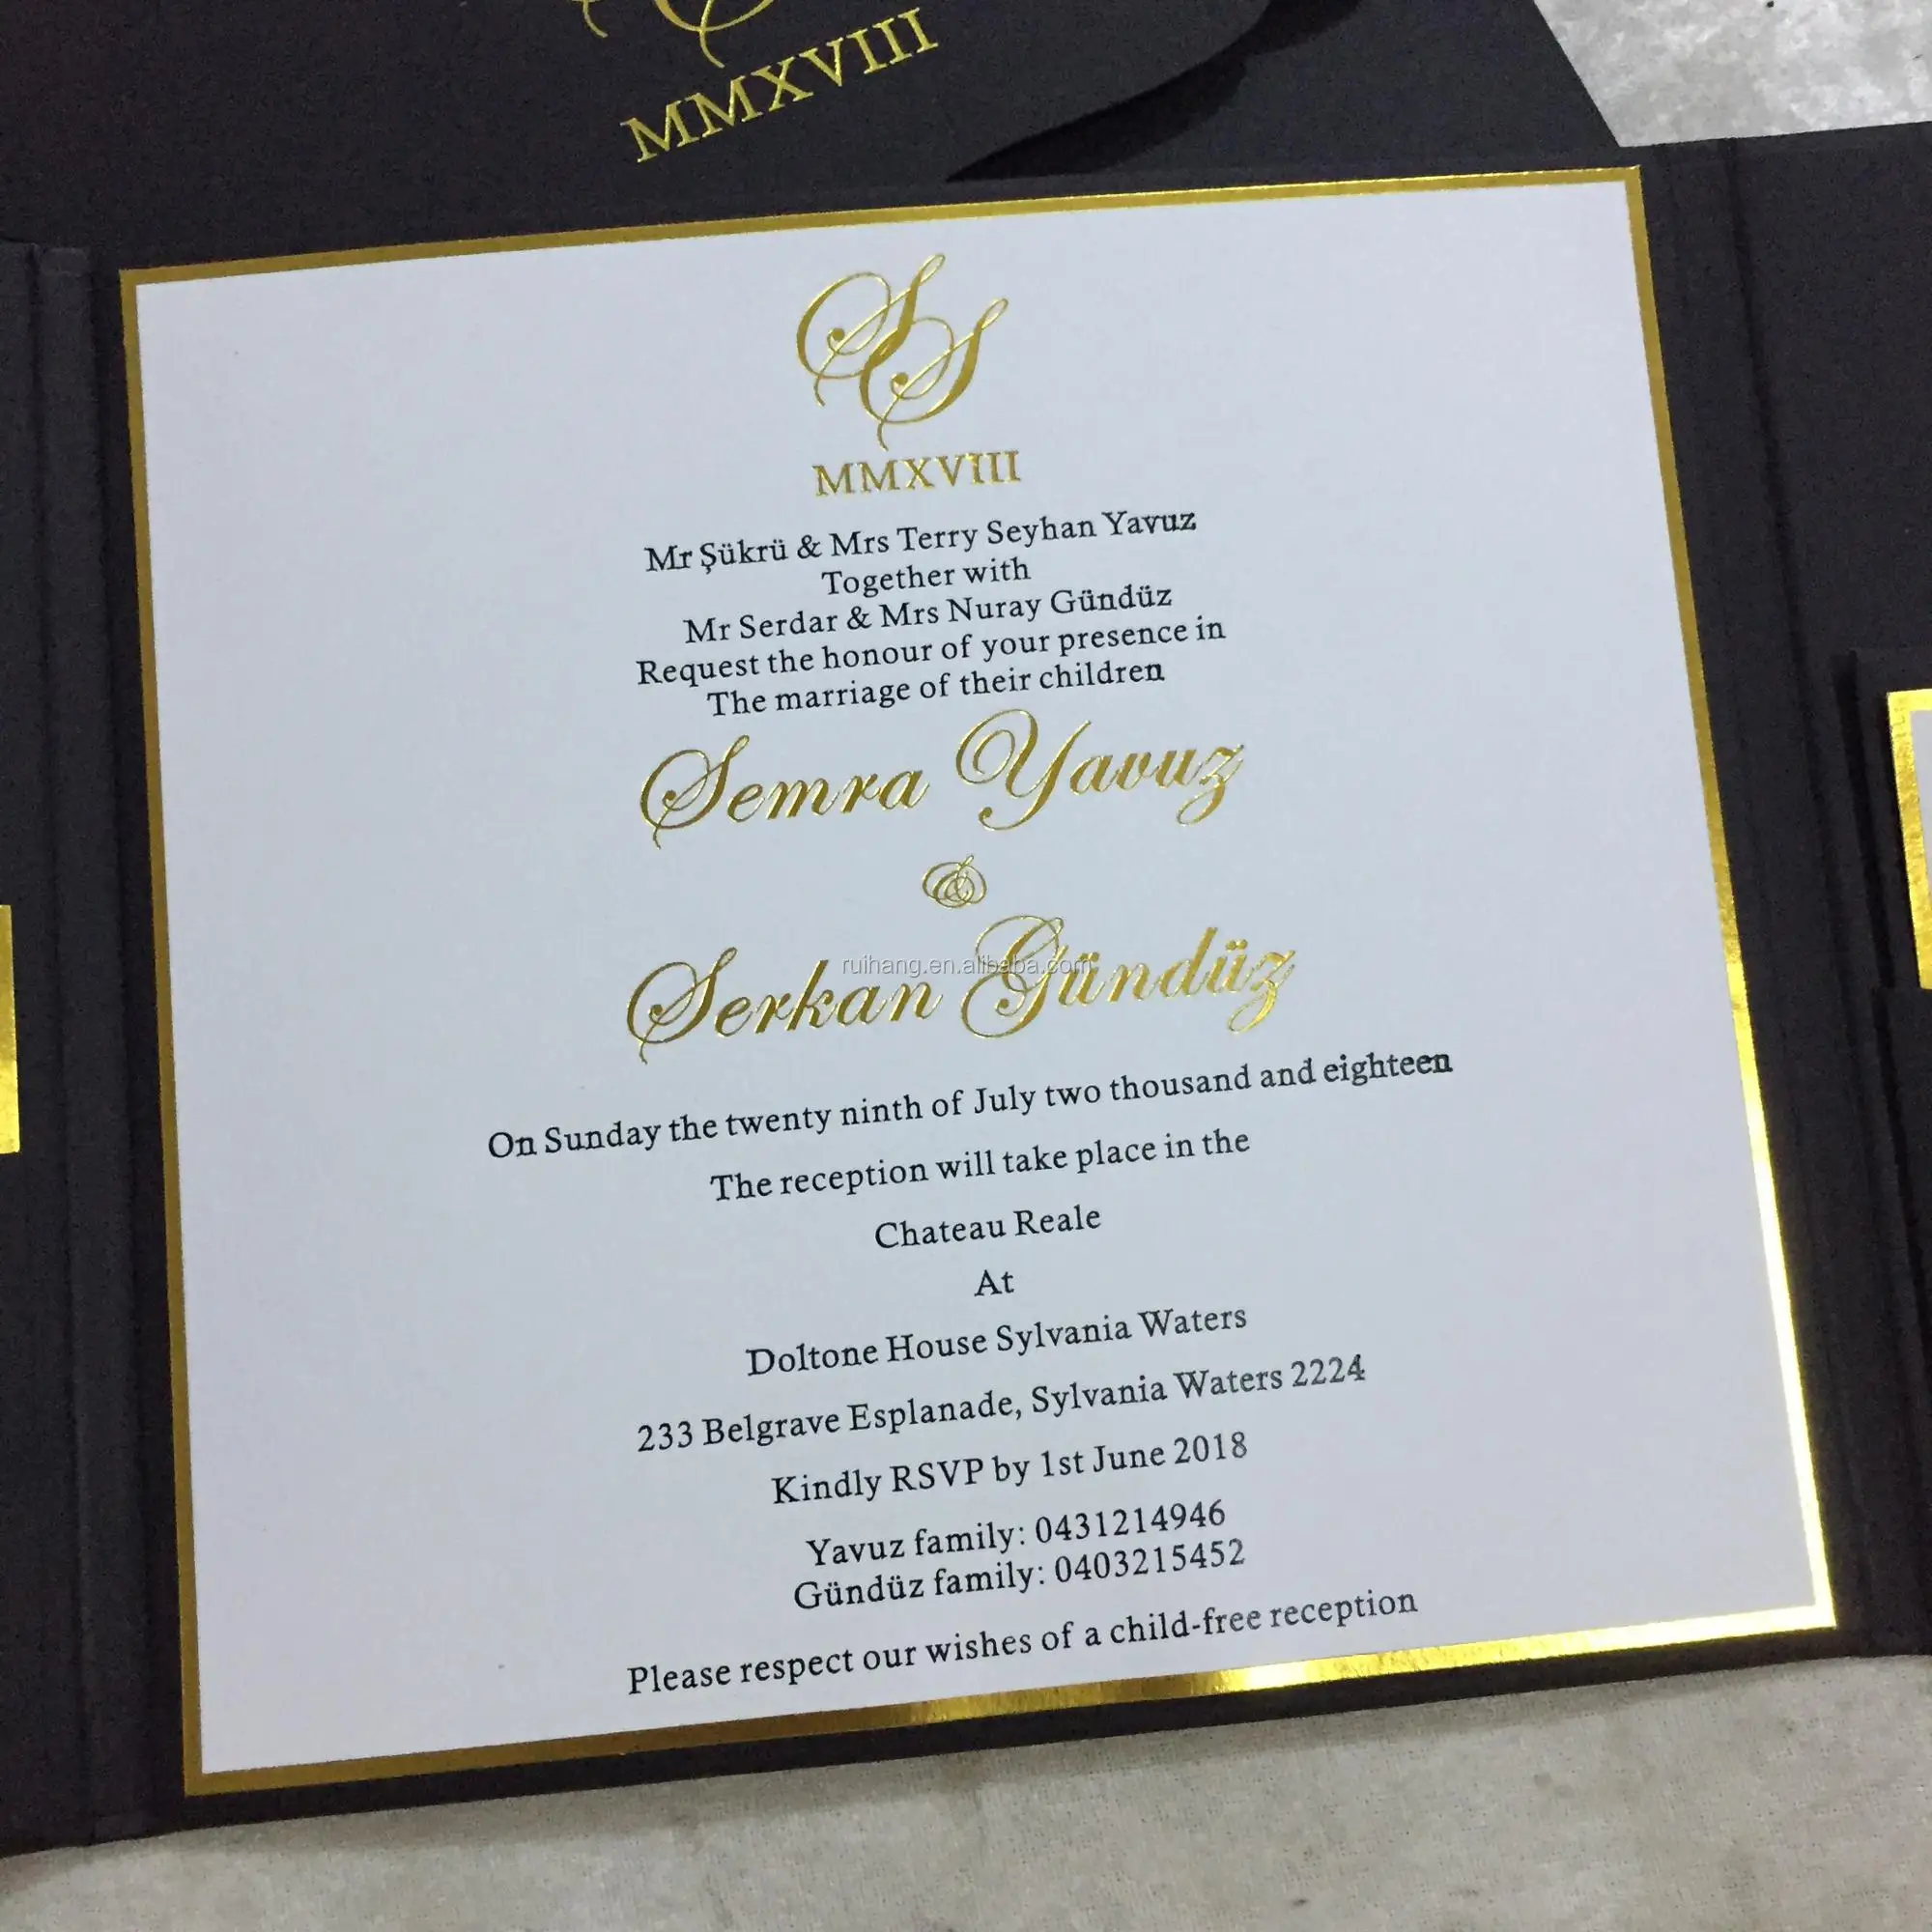 MMXVIII
SS
MMXVIII
Mr Şükrü & Mrs Terry Seyhan Yavuz
Together with
Mr Serdar & Mrs Nuray Gündüz
Request the honour of your presence in
The marriage of their children
Semra Yavuz
&
Serkan Gündüz
ruihang.en.alibaba.com
On Sunday the twenty ninth of July two thousand and eighteen
The reception will take place in the
Chateau Reale
At
Doltone House Sylvania Waters
233 Belgrave Esplanade, Sylvania Waters 2224
Kindly RSVP by 1st June 2018
Yavuz family: 0431214946
Gündüz family: 0403215452
Please respect our wishes of a child-free reception